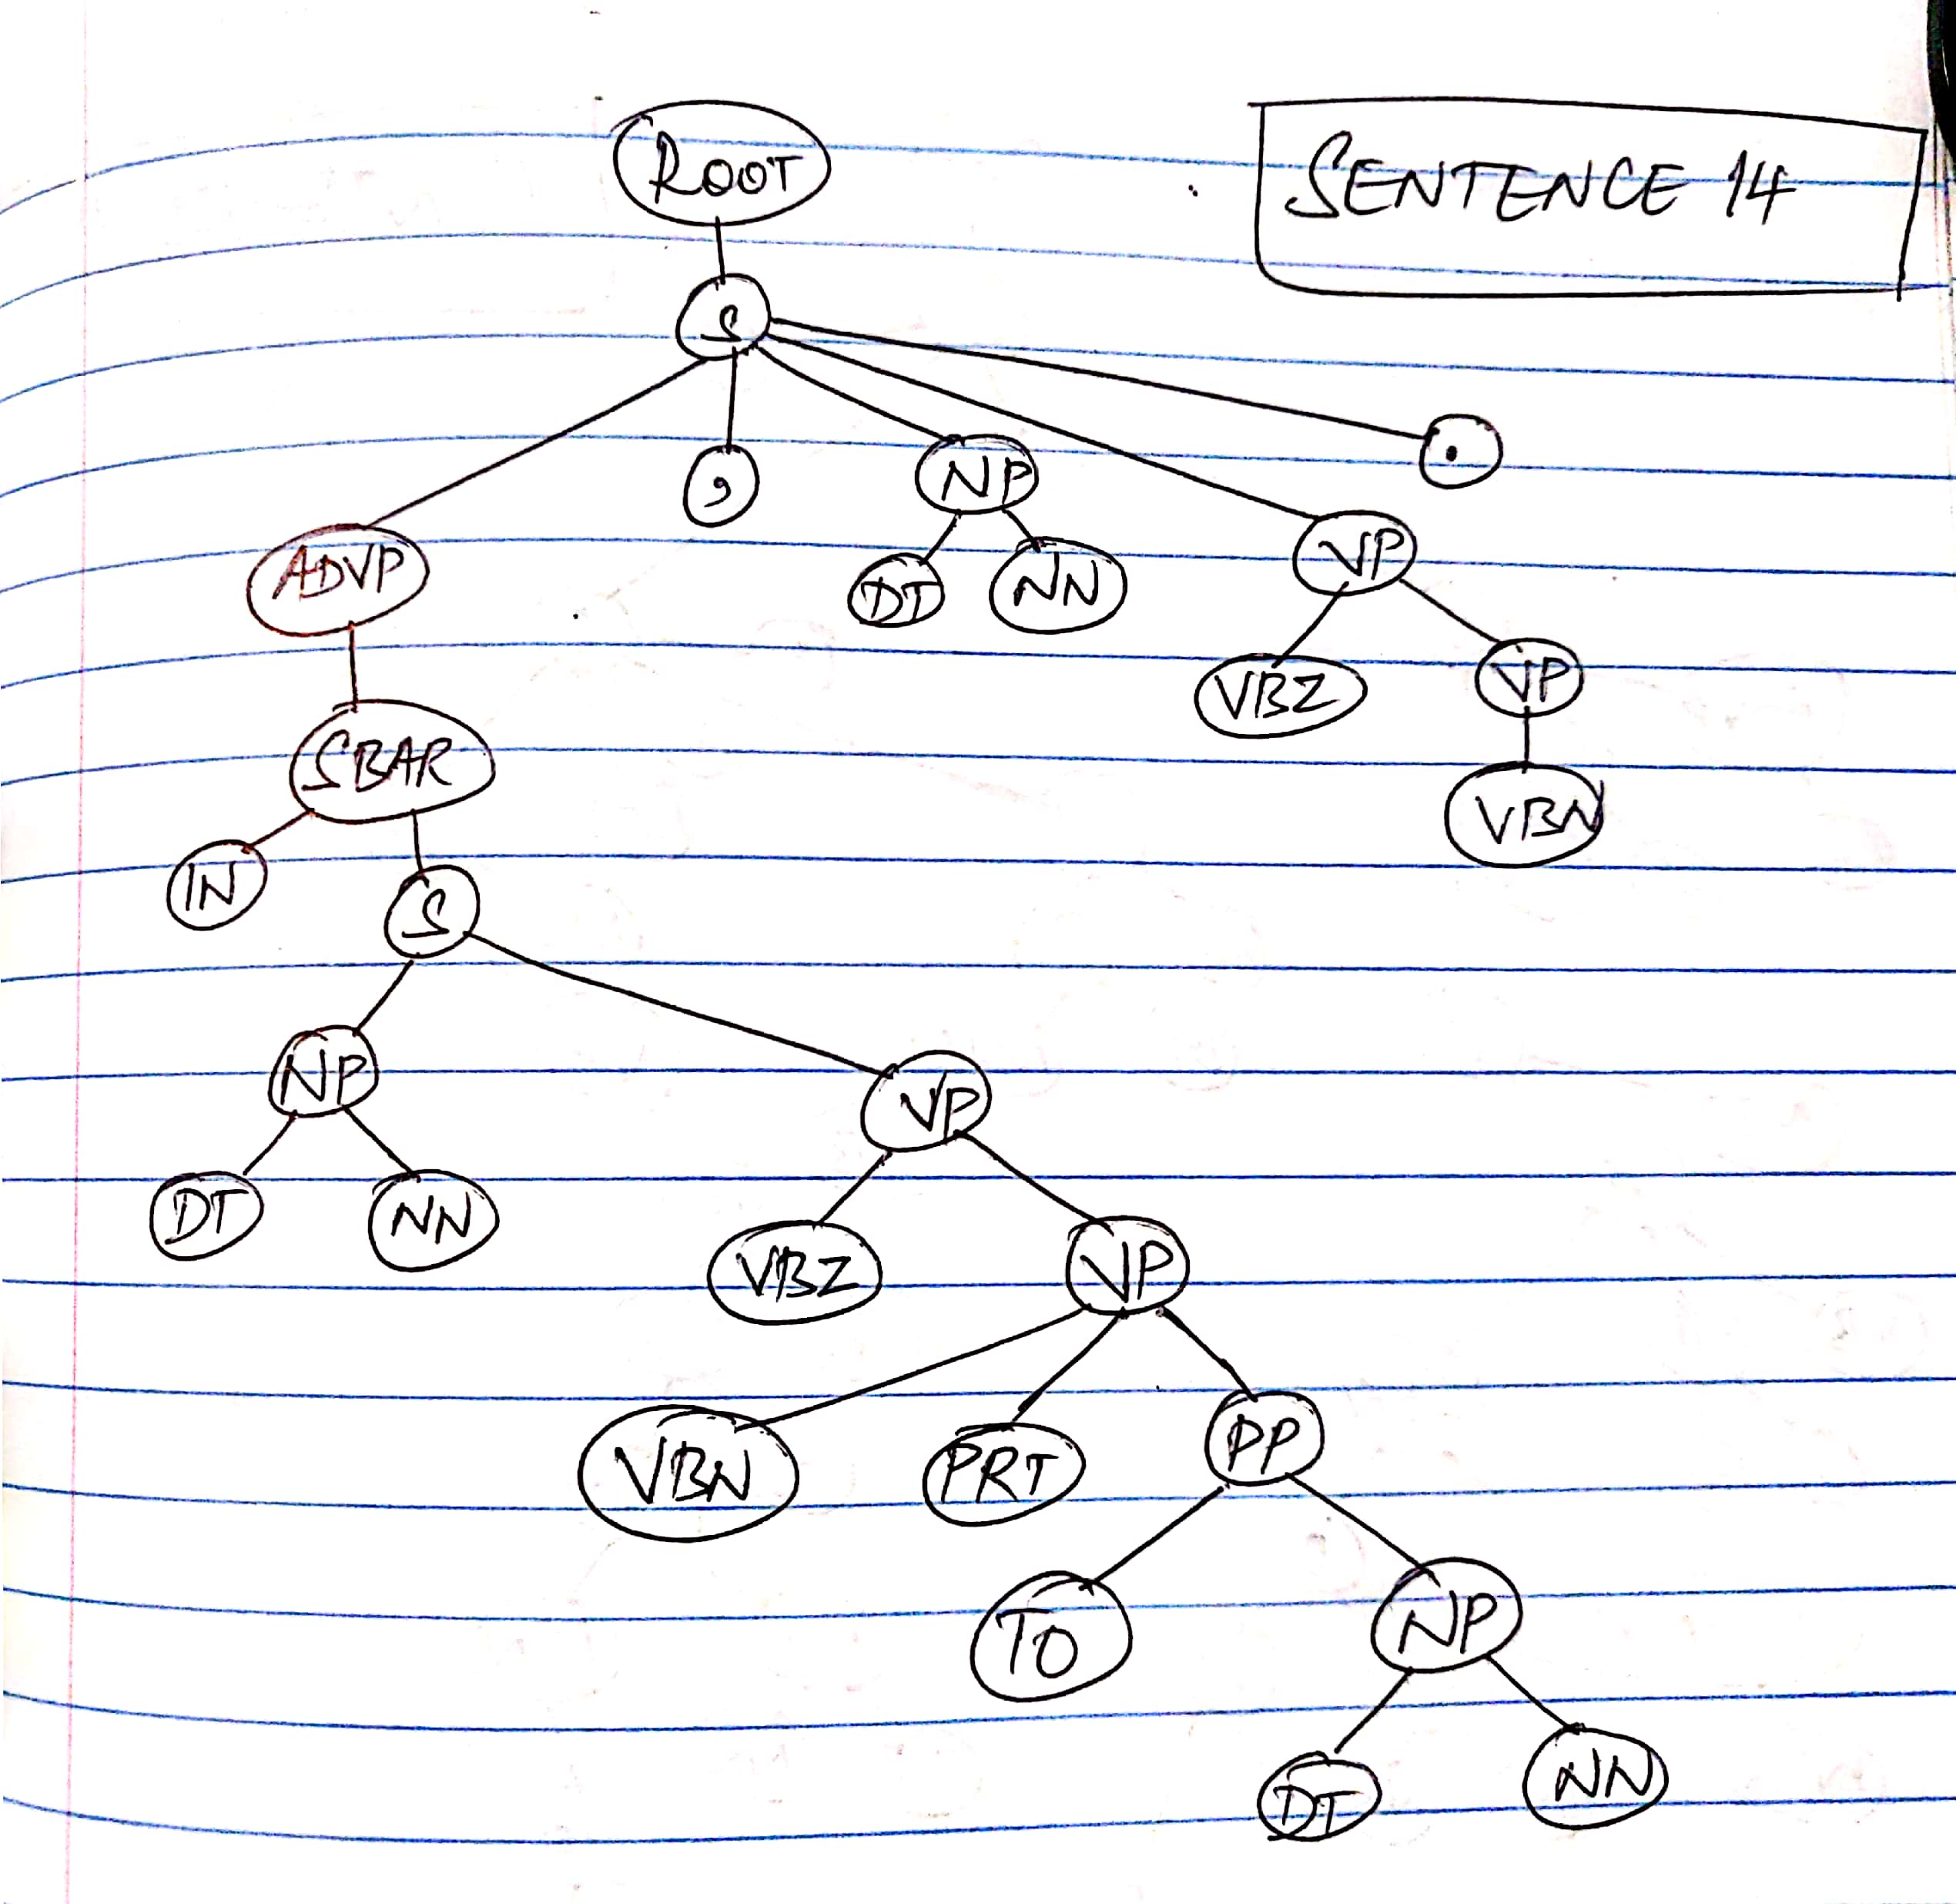 ROOT
SENTENCE 14
S
,
NP
.
ADVP
DT
NN
VP
VBZ
VP
SBAR
VBN
IN
S
NP
VP
DT
NN
VBZ
VP
VBN
PRT
PP
TO
NP
DT
NN